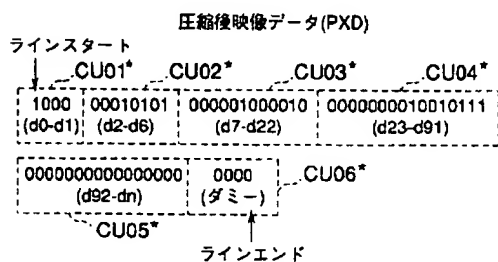 圧縮後映像データ(PXD)
ラインスタート
CU01* CU02* CU03* CU04*
1000 00010101 000001000010 0000000010010111
(d0-d1) (d2-d6) (d7-d22) (d23-d91)
0000000000000000 0000 CU06*
(d92-dn) (ダミー)
CU05*
ラインエンド